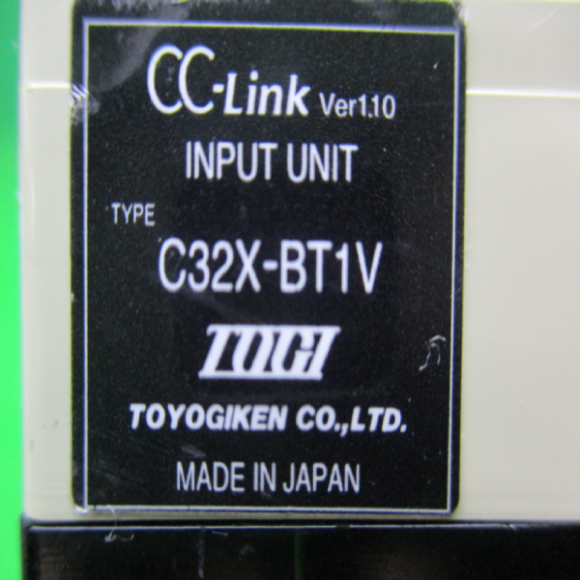 CC-Link Ver1.10
INPUT UNIT
TYPE
C32X-BT1V
TOGI
TOYOGIKEN CO.,LTD.
MADE IN JAPAN